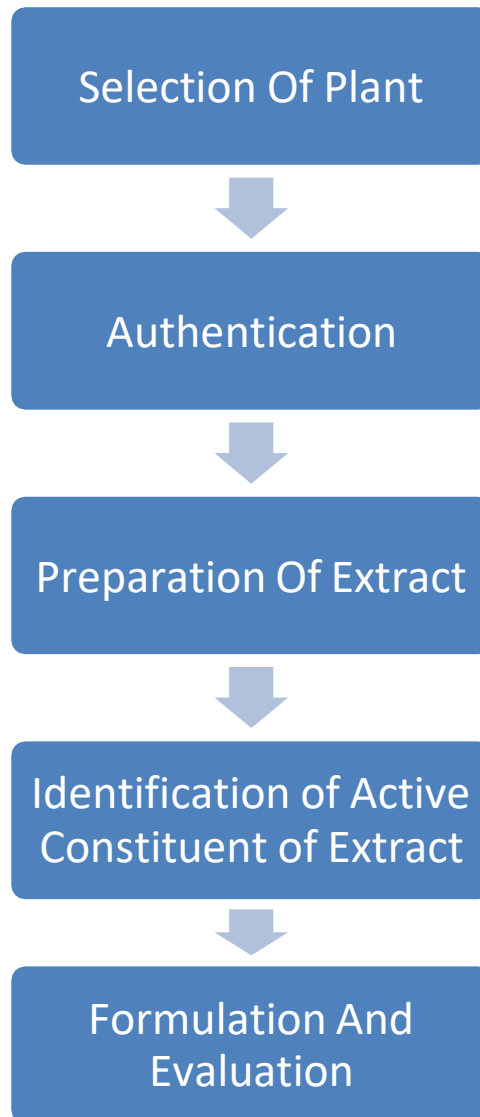 Selection Of Plant
Authentication
Preparation Of Extract
Identification of Active
Constituent of Extract
Formulation And
Evaluation